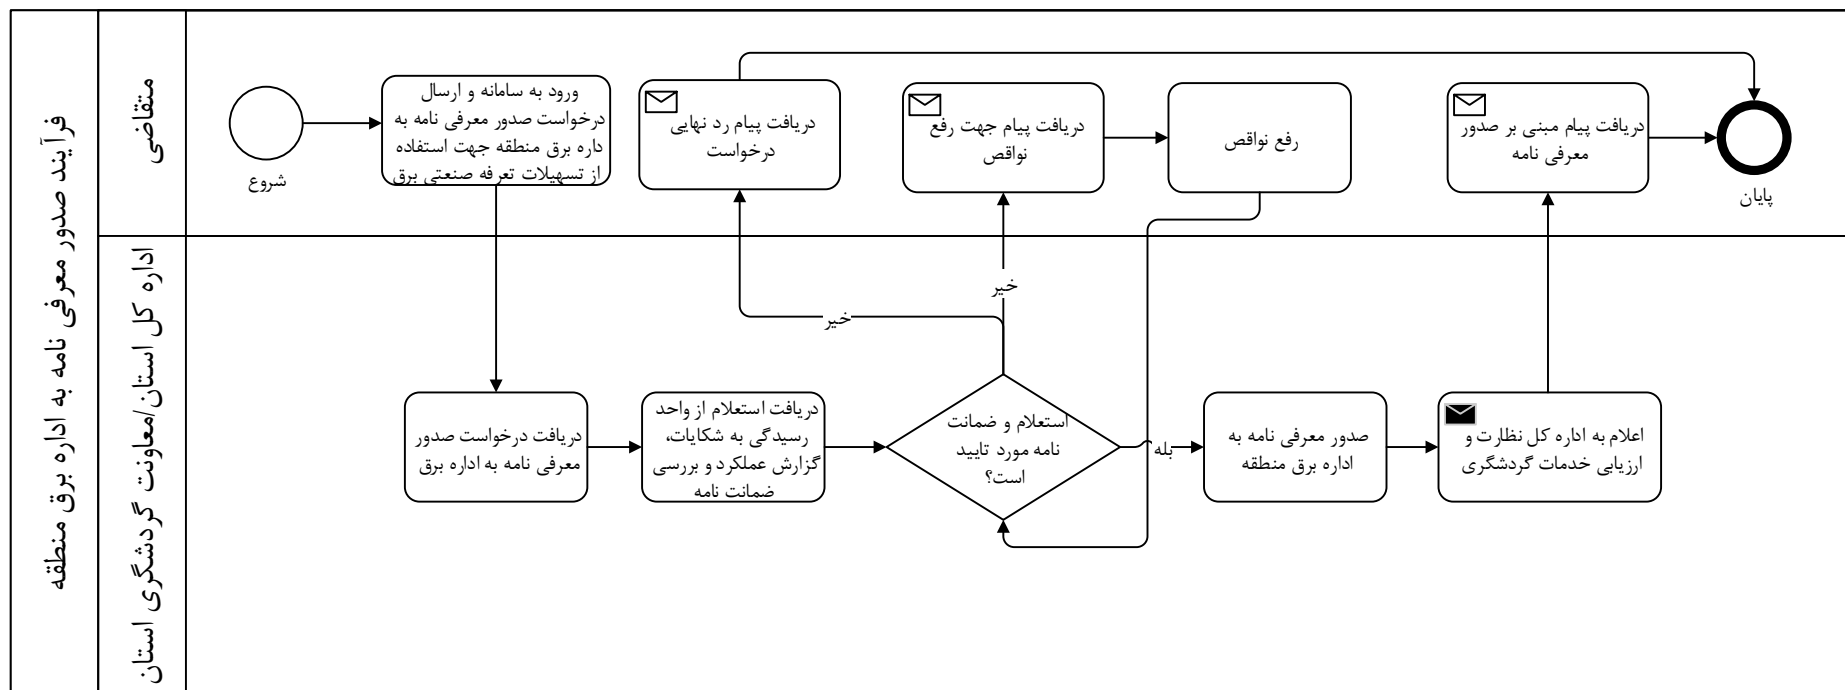 فرآیند صدور معرفی نامه به اداره برق منطقه
متقاضی
شروع
ورود به سامانه و ارسال
درخواست صدور معرفی نامه به
داره برق منطقه جهت استفاده
از تسهیلات تعرفه صنعتی برق
دریافت پیام رد نهایی
درخواست
دریافت پیام جهت رفع
نواقص
رفع نواقص
دریافت پیام مبنی بر صدور
معرفی نامه
پایان
اداره کل استان/معاونت گردشگری استان
دریافت درخواست صدور
معرفی نامه به اداره برق
دریافت استعلام از واحد
رسیدگی به شکایات،
گزارش عملکرد و بررسی
ضمانت نامه
استعلام و ضمانت
نامه مورد تایید
است؟
خیر
خیر
بله
صدور معرفی نامه به
اداره برق منطقه
اعلام به اداره کل نظارت و
ارزیابی خدمات گردشگری